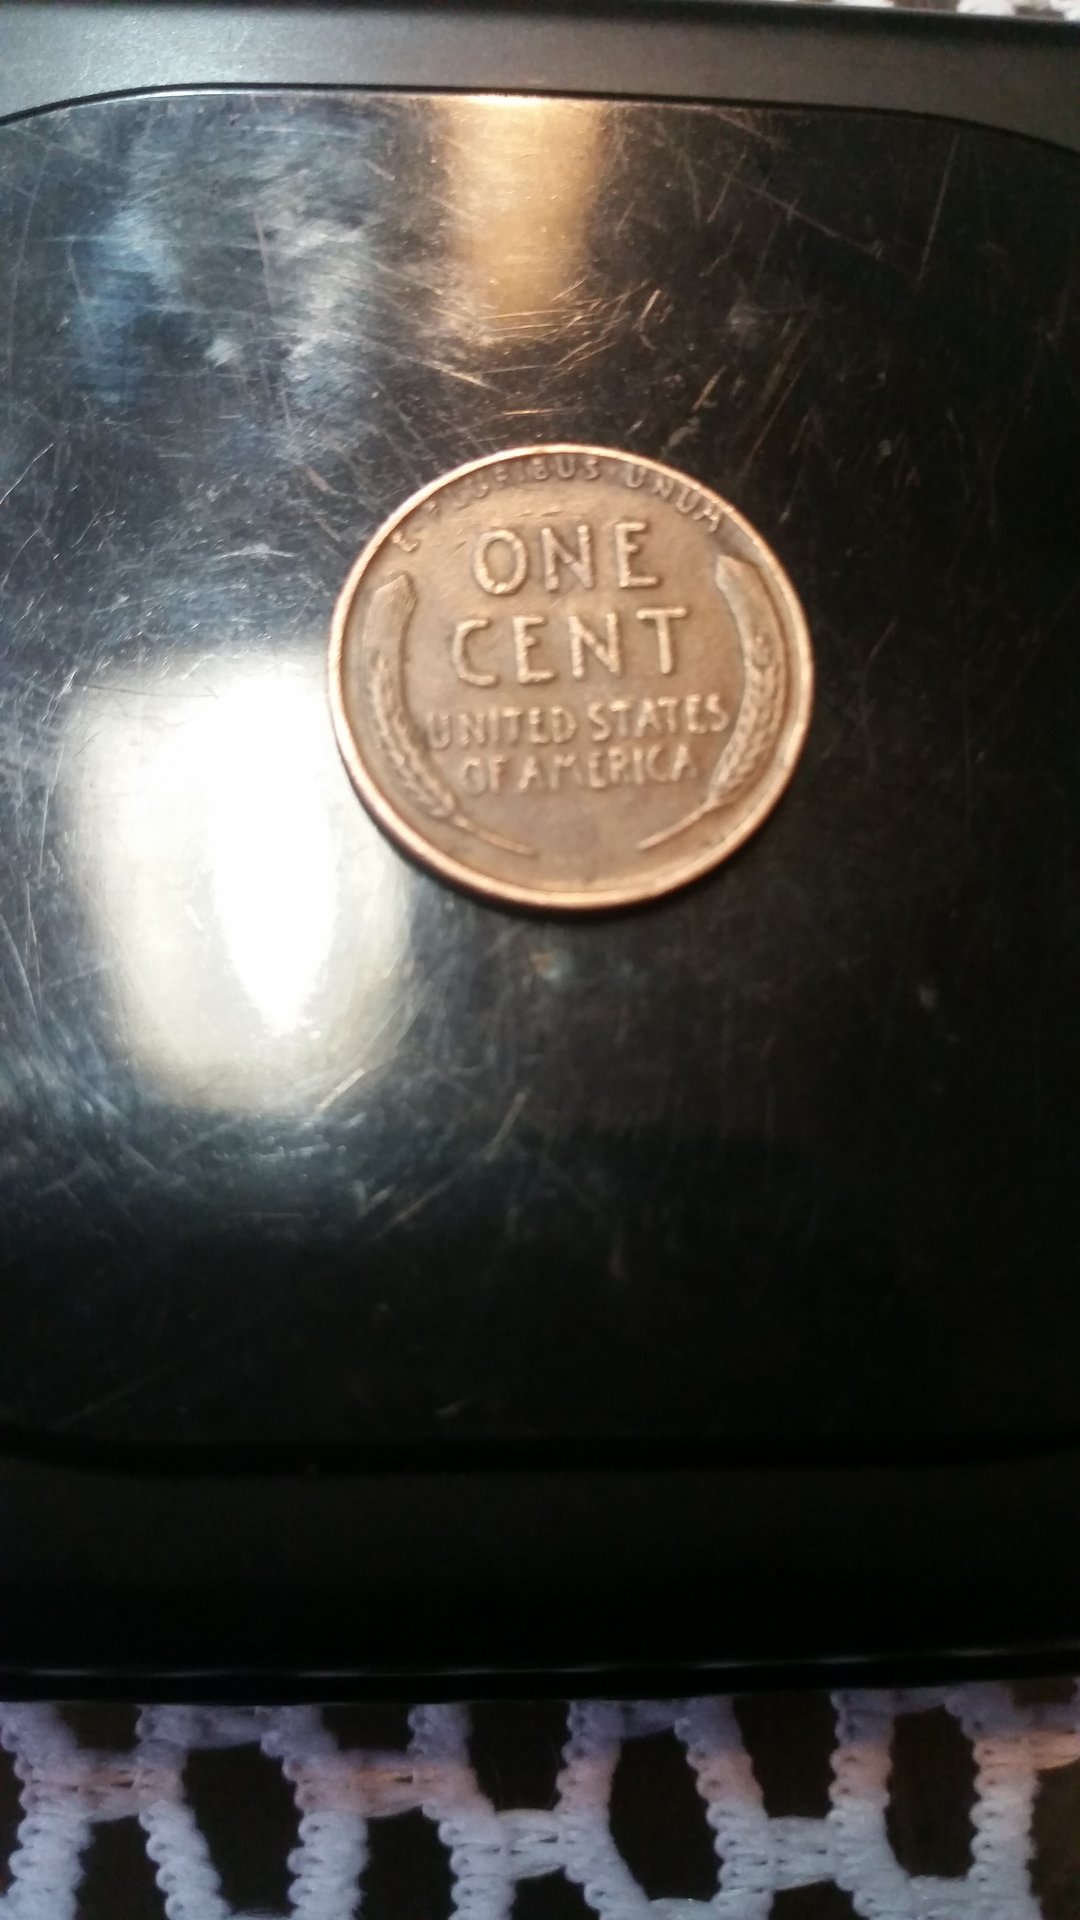 E · PLURIBUS · UNUM
ONE
CENT
UNITED STATES
OF AMERICA